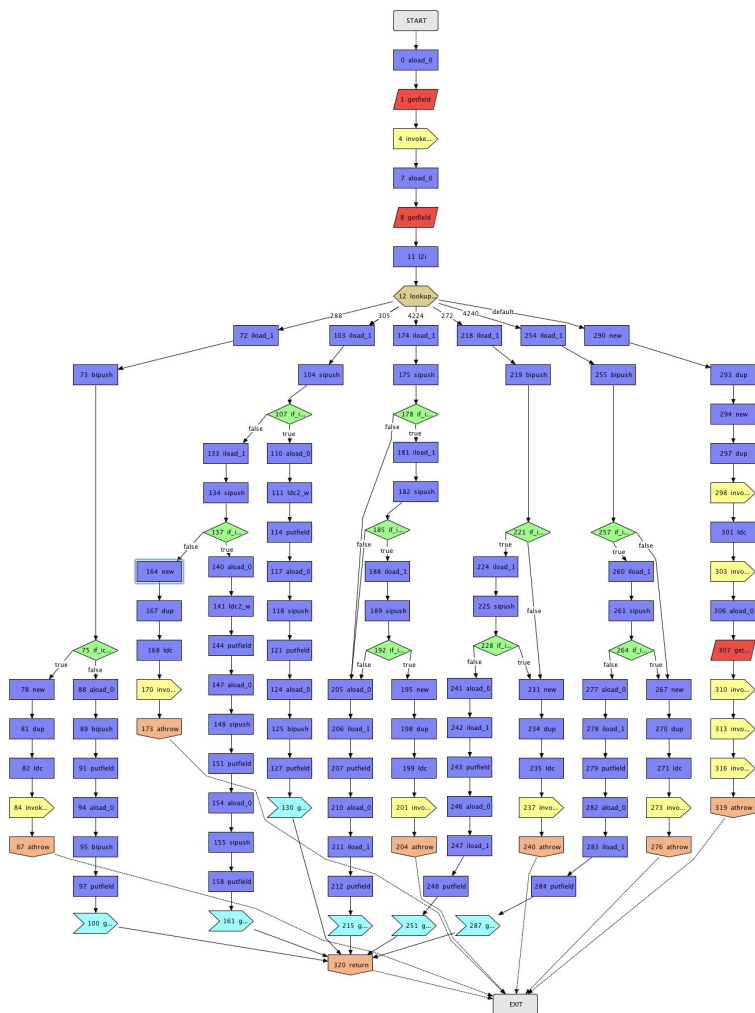 START
0 aload_0
1 getfield
4 invoke...
7 aload_0
8 getfield
11 l2i
12 lookup...
288
305
4224
272
4240
default
72 iload_1
103 iload_1
174 iload_1
218 iload_1
254 iload_1
290 new
73 bipush
104 sipush
175 sipush
219 bipush
255 bipush
293 dup
107 if_i...
178 if_i...
294 new
false
true
false
true
133 iload_1
110 aload_0
181 iload_1
297 dup
134 sipush
111 ldc2_w
182 sipush
298 invo...
137 if_i...
114 putfield
185 if_i...
221 if_i...
257 if_i...
301 ldc
false
true
false
true
true
false
true
false
164 new
140 aload_0
117 aload_0
188 iload_1
224 iload_1
260 iload_1
303 invo...
167 dup
141 ldc2_w
118 sipush
189 sipush
225 sipush
261 sipush
306 aload_0
75 if_ic...
168 ldc
144 putfield
121 putfield
192 if_i...
228 if_i...
264 if_i...
307 get...
true
false
false
true
false
true
false
true
78 new
88 aload_0
170 invo...
147 aload_0
124 aload_0
205 aload_0
195 new
241 aload_0
231 new
277 aload_0
267 new
310 invo...
81 dup
89 bipush
173 athrow
148 sipush
125 bipush
206 iload_1
198 dup
242 iload_1
234 dup
278 iload_1
270 dup
313 invo...
82 ldc
91 putfield
151 putfield
127 putfield
207 putfield
199 ldc
243 putfield
235 ldc
279 putfield
271 ldc
316 invo...
84 invok...
94 aload_0
154 aload_0
130 g...
210 aload_0
201 invo...
246 aload_0
237 invo...
282 aload_0
273 invo...
319 athrow
87 athrow
95 bipush
155 sipush
211 iload_1
204 athrow
247 iload_1
240 athrow
283 iload_1
276 athrow
97 putfield
158 putfield
212 putfield
248 putfield
284 putfield
100 g...
161 g...
215 g...
251 g...
287 g...
320 return
EXIT